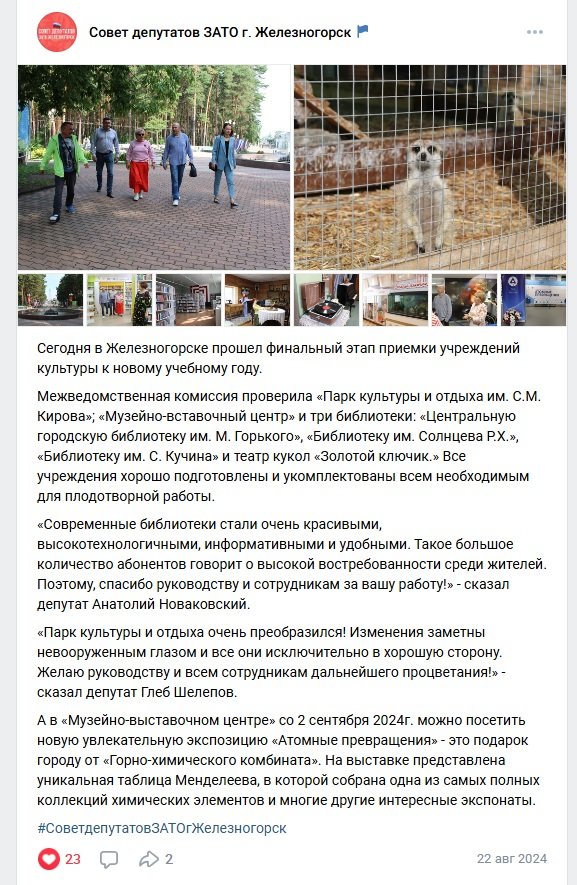 Совет депутатов ЗАТО г. Железногорск
Сегодня в Железногорске прошел финальный этап приемки учреждений
культуры к новому учебному году.
Межведомственная комиссия проверила «Парк культуры и отдыха им. С.М.
Кирова»; «Музейно-вставочный центр» и три библиотеки: «Центральную
городскую библиотеку им. М. Горького», «Библиотеку им. Солнцева Р.Х.»,
«Библиотеку им. С. Кучина» и театр кукол «Золотой ключик.» Все
учреждения хорошо подготовлены и укомплектованы всем необходимым
для плодотворной работы.
«Современные библиотеки стали очень красивыми,
высокотехнологичными, информативными и удобными. Такое большое
количество абонентов говорит о высокой востребованности среди жителей.
Поэтому, спасибо руководству и сотрудникам за вашу работу!» - сказал
депутат Анатолий Новаковский.
«Парк культуры и отдыха очень преобразился! Изменения заметны
невооруженным глазом и все они исключительно в хорошую сторону.
Желаю руководству и всем сотрудникам дальнейшего процветания!» -
сказал депутат Глеб Шелепов.
А в «Музейно-выставочном центре» со 2 сентября 2024г. можно посетить
новую увлекательную экспозицию «Атомные превращения» - это подарок
городу от «Горно-химического комбината». На выставке представлена
уникальная таблица Менделеева, в которой собрана одна из самых полных
коллекций химических элементов и многие другие интересные экспонаты.
#СоветдепутатовЗАТОгЖелезногорск
23 2 22 авг 2024